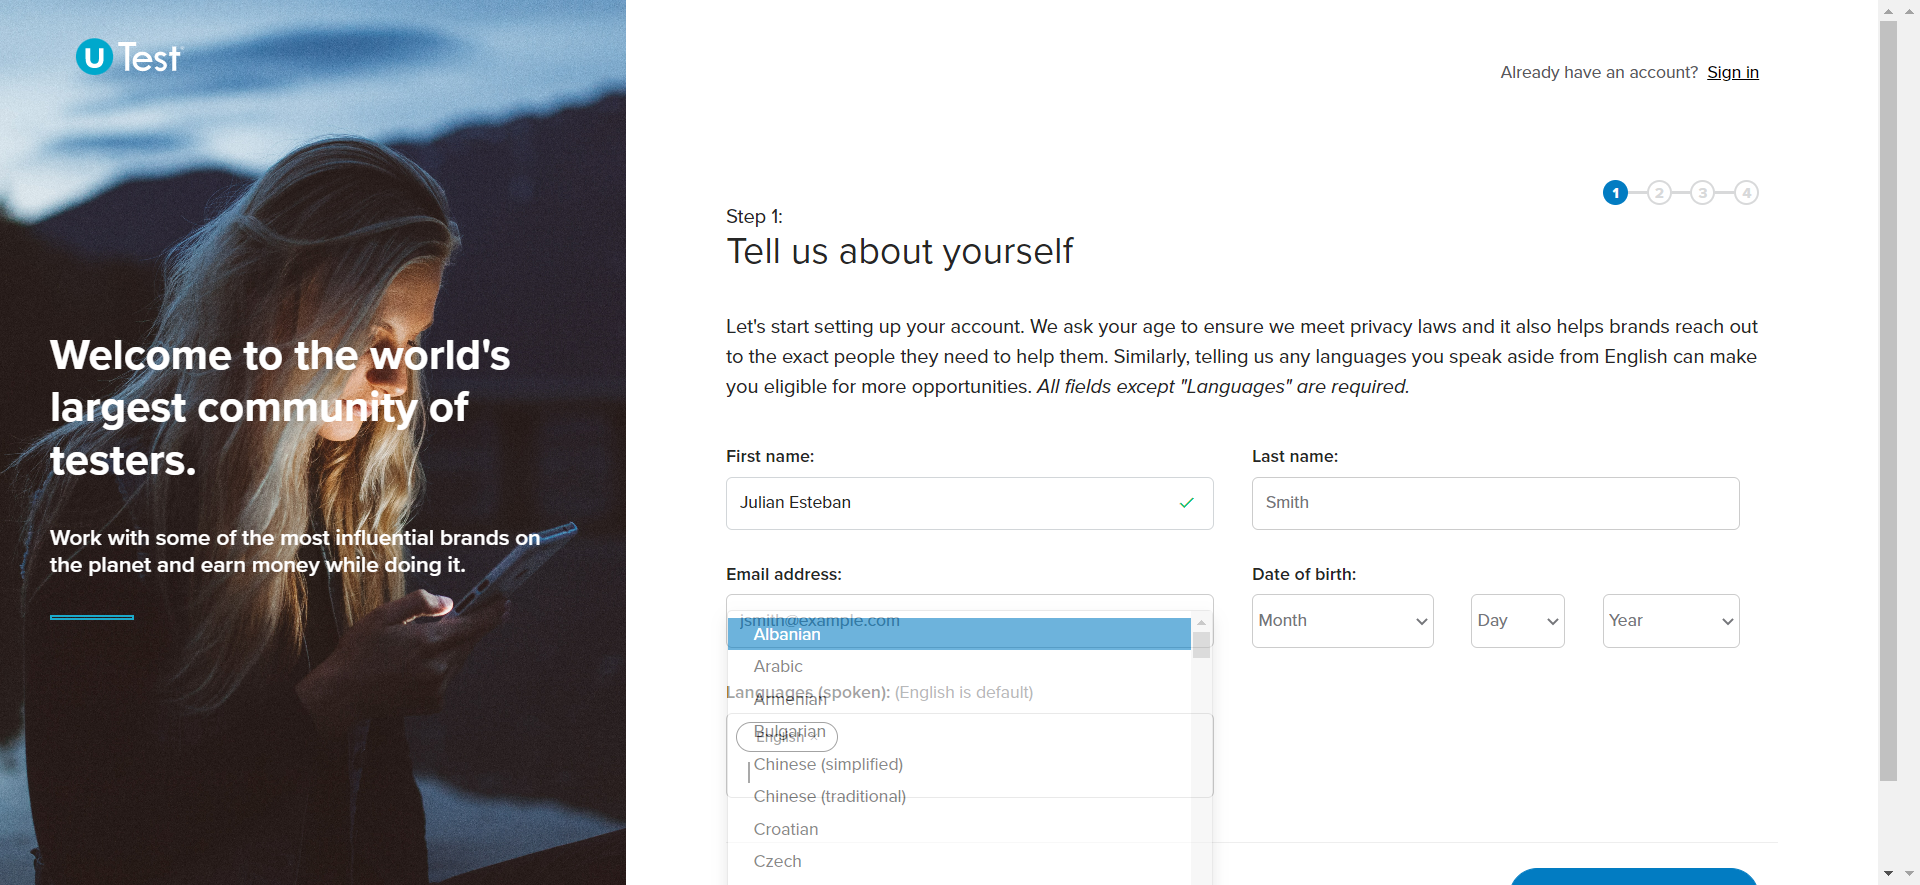 U Test
Already have an account? Sign in
1 2 3 4
Step 1:
Tell us about yourself
Let's start setting up your account. We ask your age to ensure we meet privacy laws and it also helps brands reach out
to the exact people they need to help them. Similarly, telling us any languages you speak aside from English can make
you eligible for more opportunities. All fields except "Languages" are required.
Welcome to the world's
largest community of
testers.
Work with some of the most influential brands on
the planet and earn money while doing it.
First name:
Last name:
Julian Esteban
Smith
Email address:
Date of birth:
jsmith@example.com
Month
Day
Year
Albanian
Arabic
Languages (spoken): (English is default)
Armenian
Bulgarian
English ×
Chinese (simplified)
Chinese (traditional)
Croatian
Czech